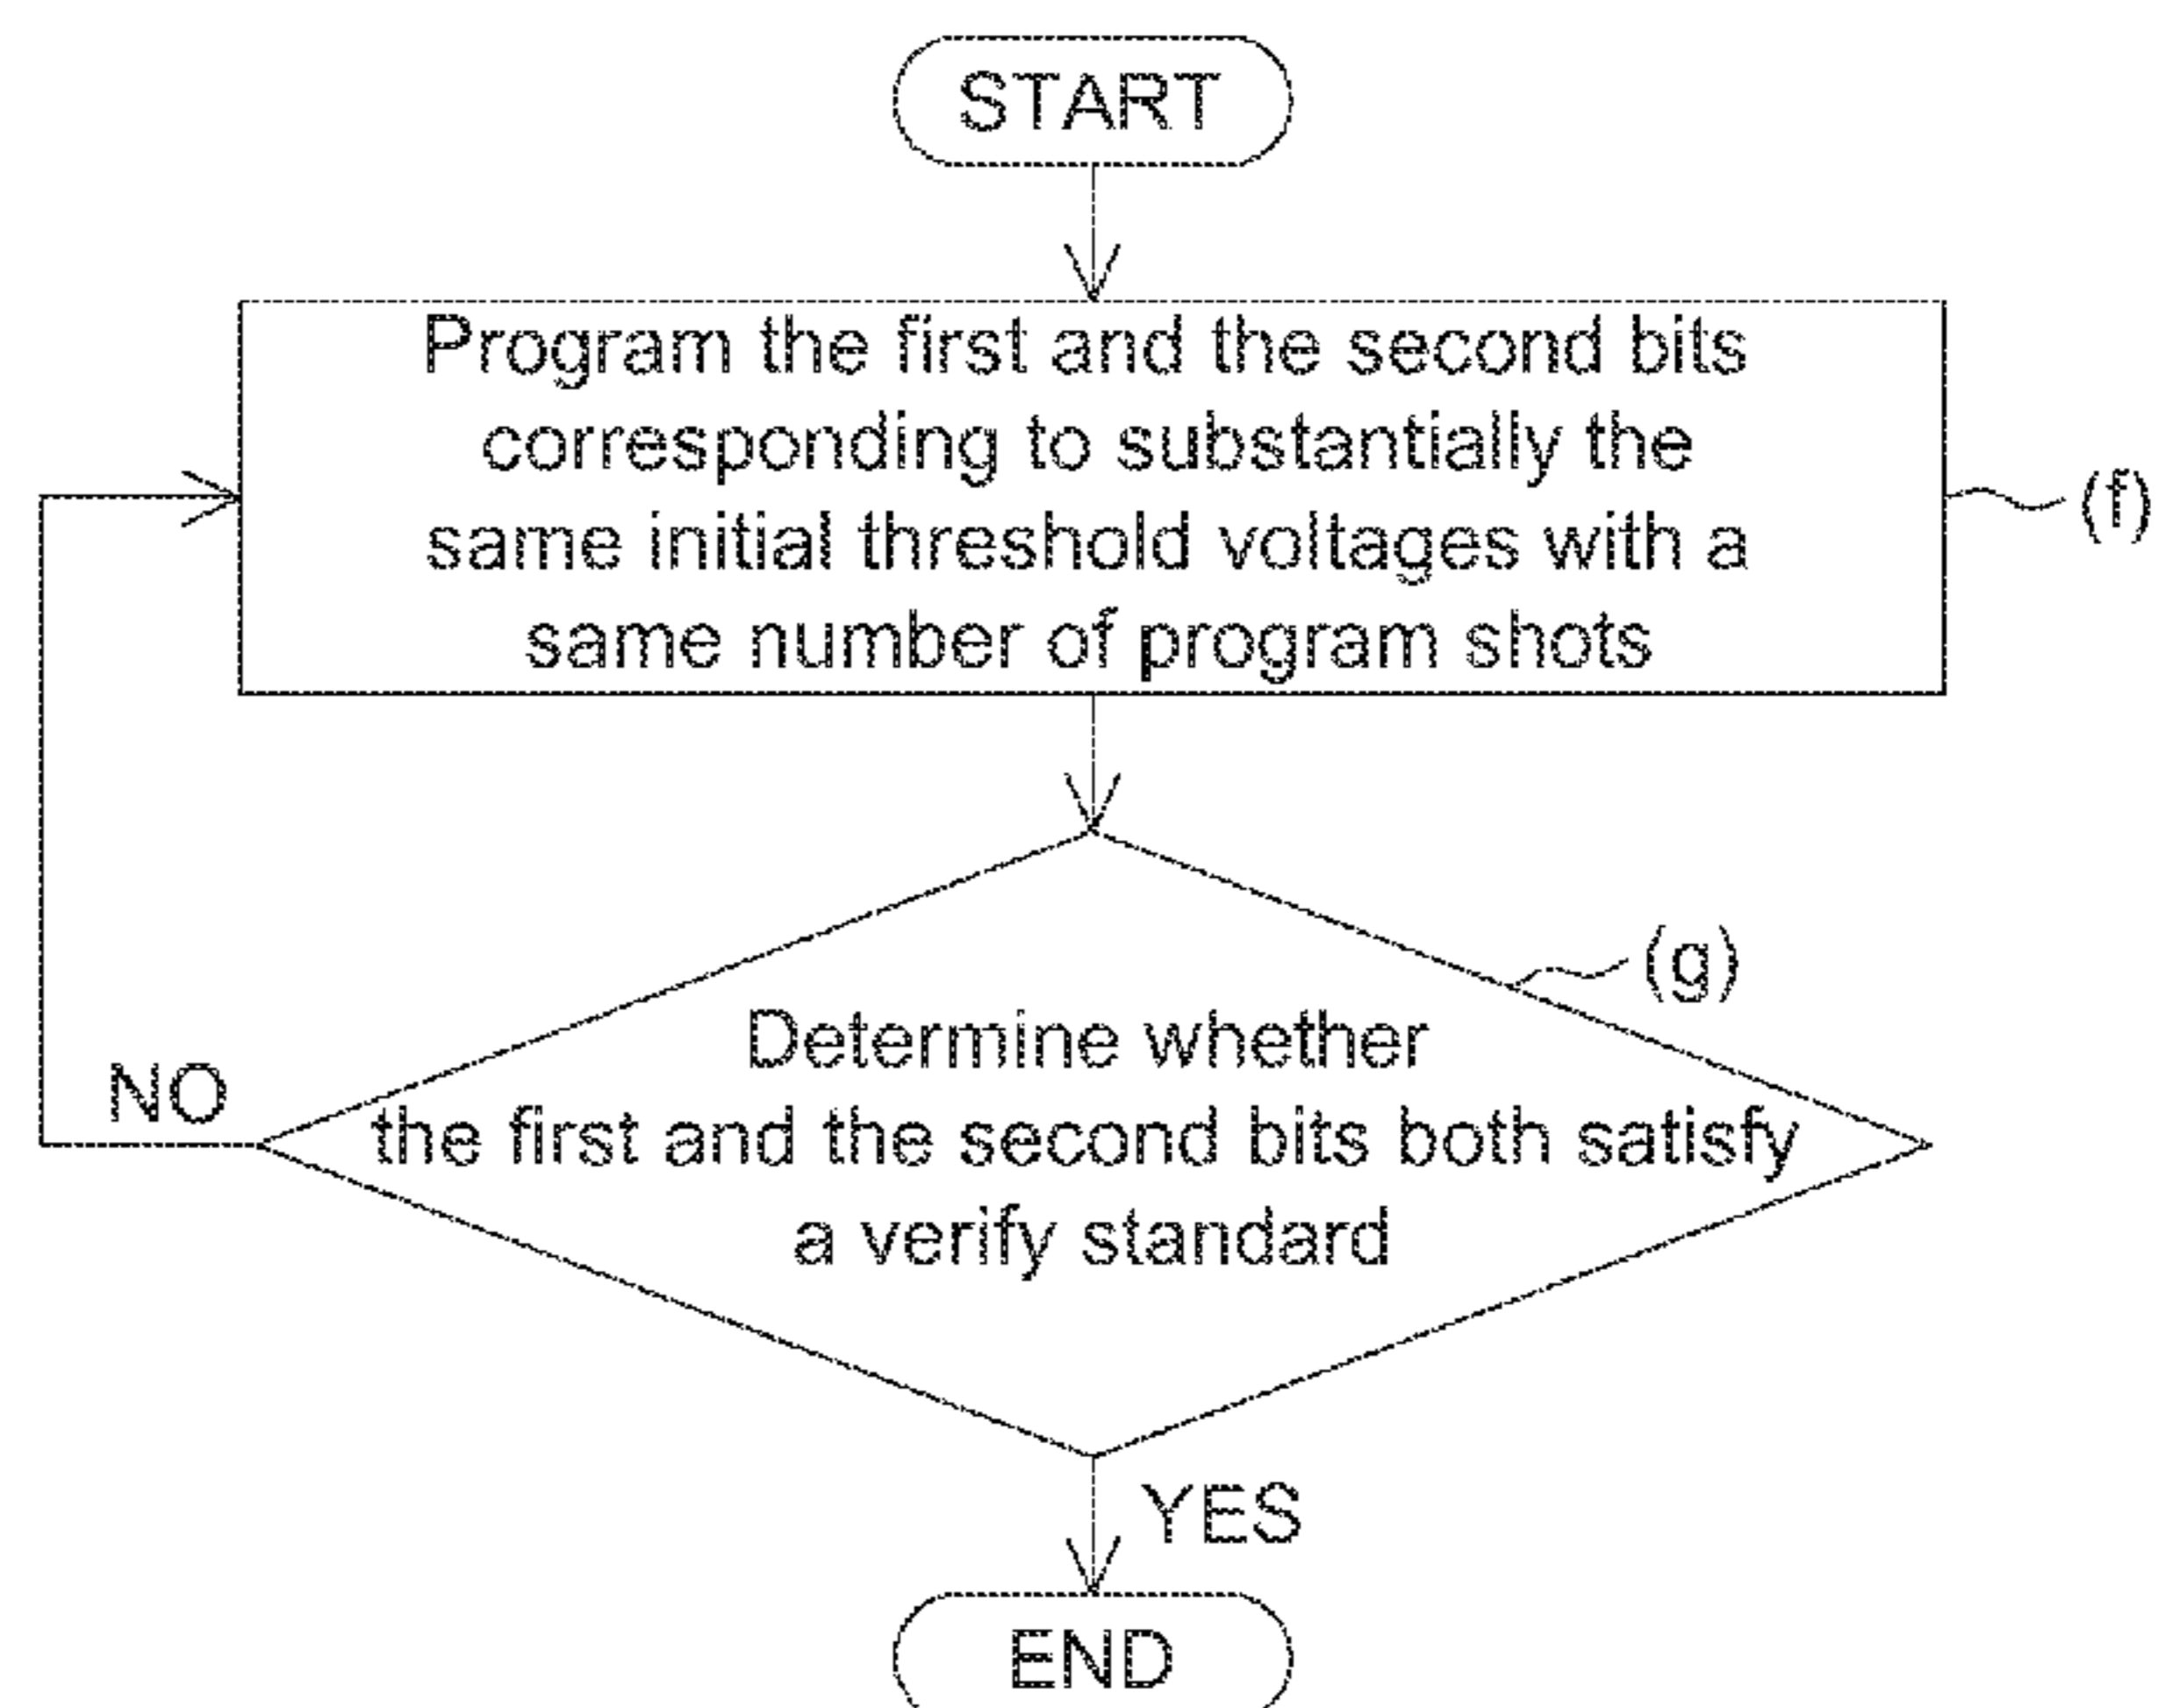 START
Program the first and the second bits
corresponding to substantially the
same initial threshold voltages with a
same number of program shots
(f)
(g)
Determine whether
the first and the second bits both satisfy
a verify standard
NO
YES
END